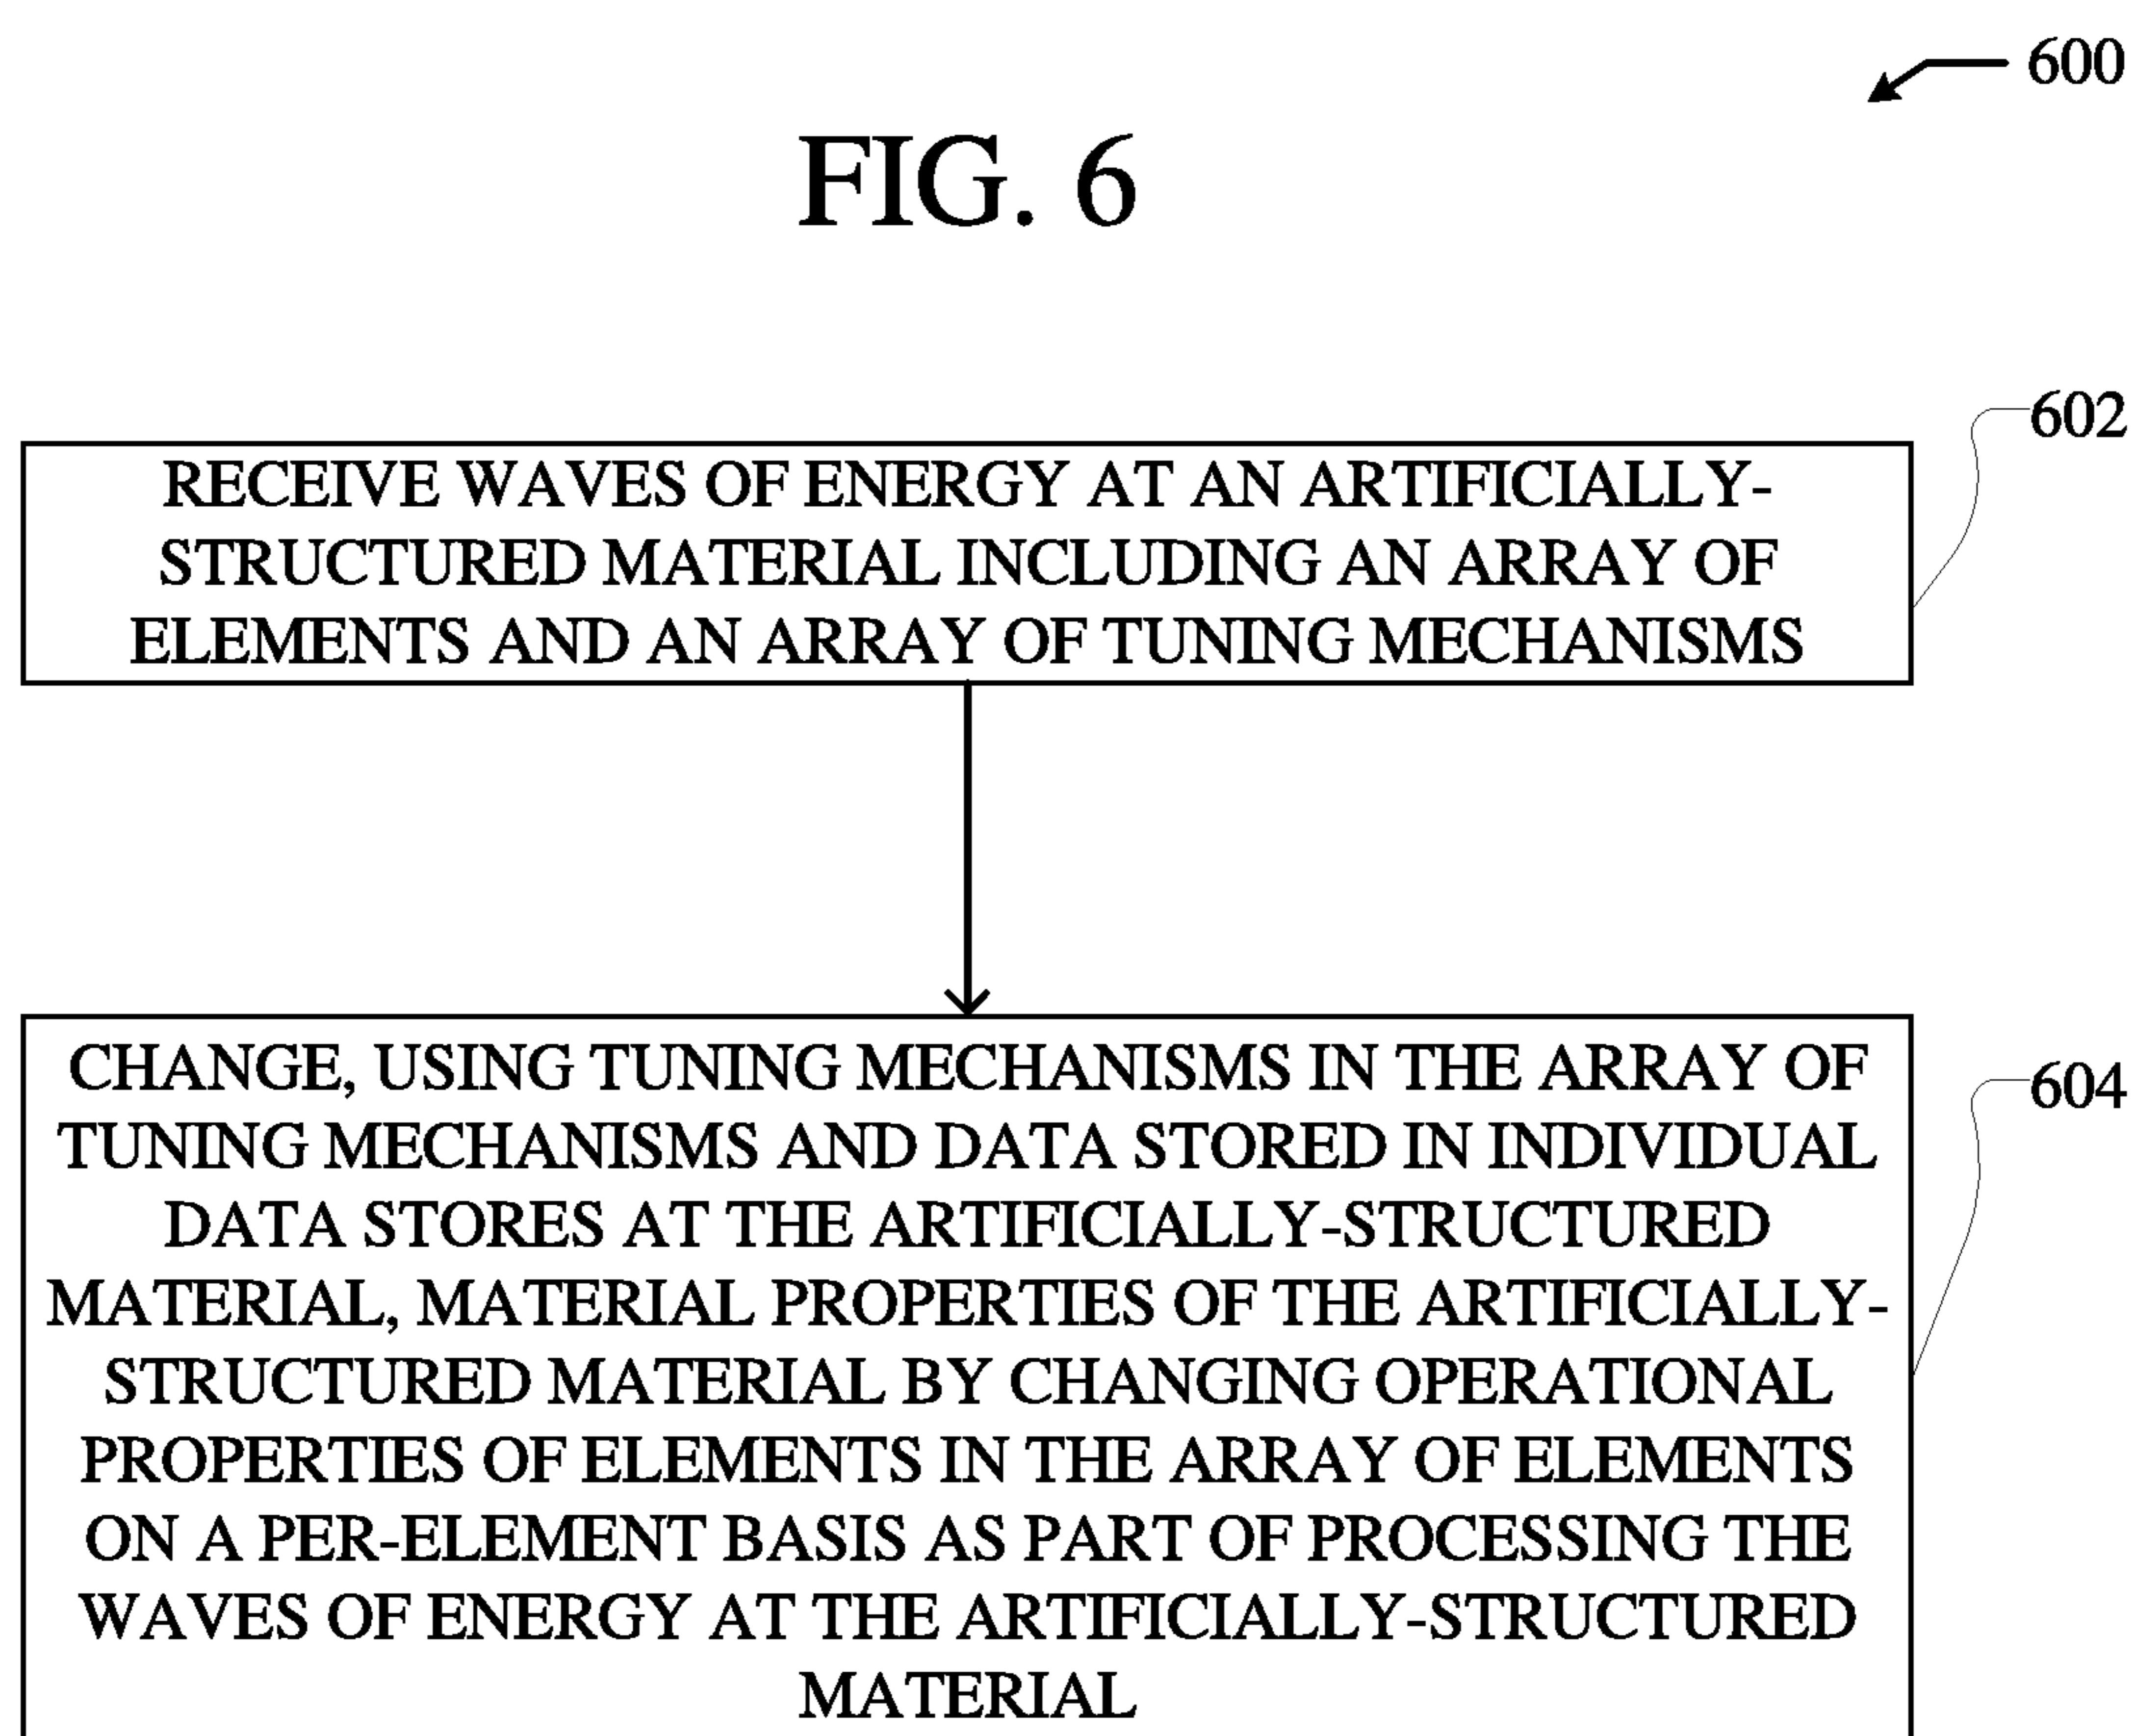 600
FIG. 6
602
RECEIVE WAVES OF ENERGY AT AN ARTIFICIALLY-
STRUCTURED MATERIAL INCLUDING AN ARRAY OF
ELEMENTS AND AN ARRAY OF TUNING MECHANISMS
604
CHANGE, USING TUNING MECHANISMS IN THE ARRAY OF
TUNING MECHANISMS AND DATA STORED IN INDIVIDUAL
DATA STORES AT THE ARTIFICIALLY-STRUCTURED
MATERIAL, MATERIAL PROPERTIES OF THE ARTIFICIALLY-
STRUCTURED MATERIAL BY CHANGING OPERATIONAL
PROPERTIES OF ELEMENTS IN THE ARRAY OF ELEMENTS
ON A PER-ELEMENT BASIS AS PART OF PROCESSING THE
WAVES OF ENERGY AT THE ARTIFICIALLY-STRUCTURED
MATERIAL